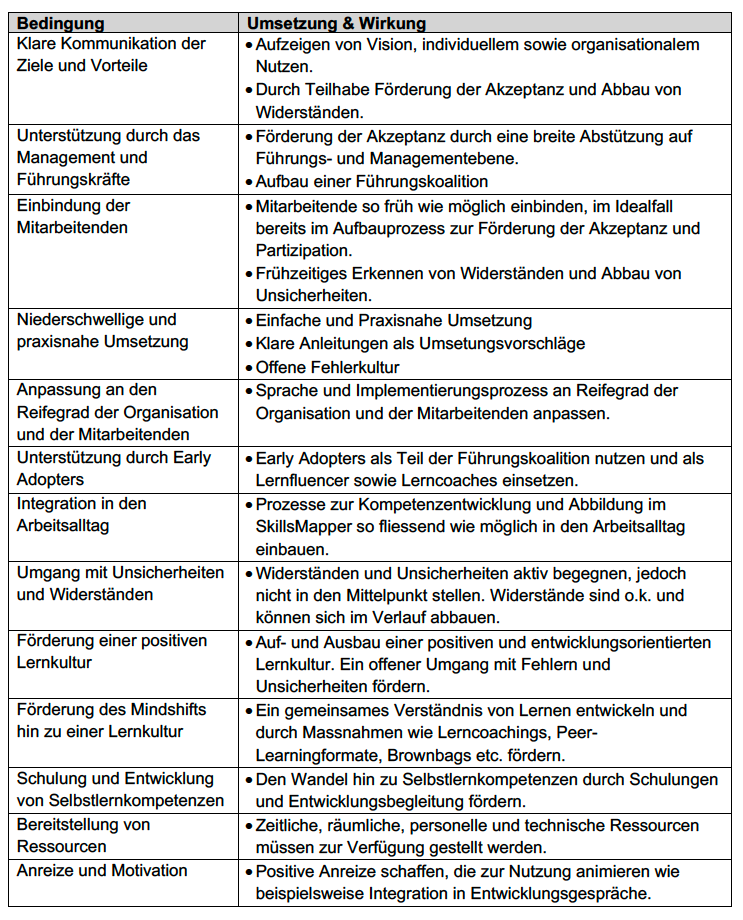 Bedingung
Umsetzung & Wirkung
Klare Kommunikation der
Ziele und Vorteile
• Aufzeigen von Vision, individuellem sowie organisationalem
Nutzen.
• Durch Teilhabe Förderung der Akzeptanz und Abbau von
Widerständen.
Unterstützung durch das
Management und
Führungskräfte
• Förderung der Akzeptanz durch eine breite Abstützung auf
Führungs- und Managementebene.
• Aufbau einer Führungskoalition
Einbindung der
Mitarbeitenden
• Mitarbeitende so früh wie möglich einbinden, im Idealfall
bereits im Aufbauprozess zur Förderung der Akzeptanz und
Partizipation.
• Frühzeitiges Erkennen von Widerständen und Abbau von
Unsicherheiten.
Niederschwellige und
praxisnahe Umsetzung
• Einfache und Praxisnahe Umsetzung
• Klare Anleitungen als Umsetungsvorschläge
• Offene Fehlerkultur
Anpassung an den
Reifegrad der Organisation
und der Mitarbeitenden
• Sprache und Implementierungsprozess an Reifegrad der
Organisation und der Mitarbeitenden anpassen.
Unterstützung durch Early
Adopters
• Early Adopters als Teil der Führungskoalition nutzen und als
Lernfluencer sowie Lerncoaches einsetzen.
Integration in den
Arbeitsalltag
• Prozesse zur Kompetenzentwicklung und Abbildung im
SkillsMapper so fliessend wie möglich in den Arbeitsalltag
einbauen.
Umgang mit Unsicherheiten
und Widerständen
• Widerständen und Unsicherheiten aktiv begegnen, jedoch
nicht in den Mittelpunkt stellen. Widerstände sind o.k. und
können sich im Verlauf abbauen.
Förderung einer positiven
Lernkultur
• Auf- und Ausbau einer positiven und entwicklungsorientierten
Lernkultur. Ein offener Umgang mit Fehlern und
Unsicherheiten fördern.
Förderung des Mindshifts
hin zu einer Lernkultur
• Ein gemeinsames Verständnis von Lernen entwickeln und
durch Massnahmen wie Lerncoachings, Peer-
Learningformate, Brownbags etc. fördern.
Schulung und Entwicklung
von Selbstlernkompetenzen
• Den Wandel hin zu Selbstlernkompetenzen durch Schulungen
und Entwicklungsbegleitung fördern.
Bereitstellung von
Ressourcen
• Zeitliche, räumliche, personelle und technische Ressourcen
müssen zur Verfügung gestellt werden.
Anreize und Motivation
• Positive Anreize schaffen, die zur Nutzung animieren wie
beispielsweise Integration in Entwicklungsgespräche.